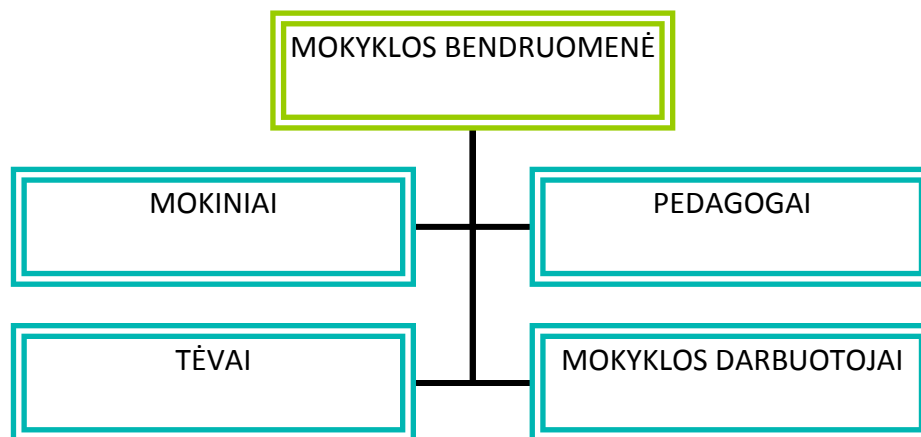 MOKYKLOS BENDRUOMENĖ
MOKINIAI
PEDAGOGAI
TĖVAI
MOKYKLOS DARBUOTOJAI